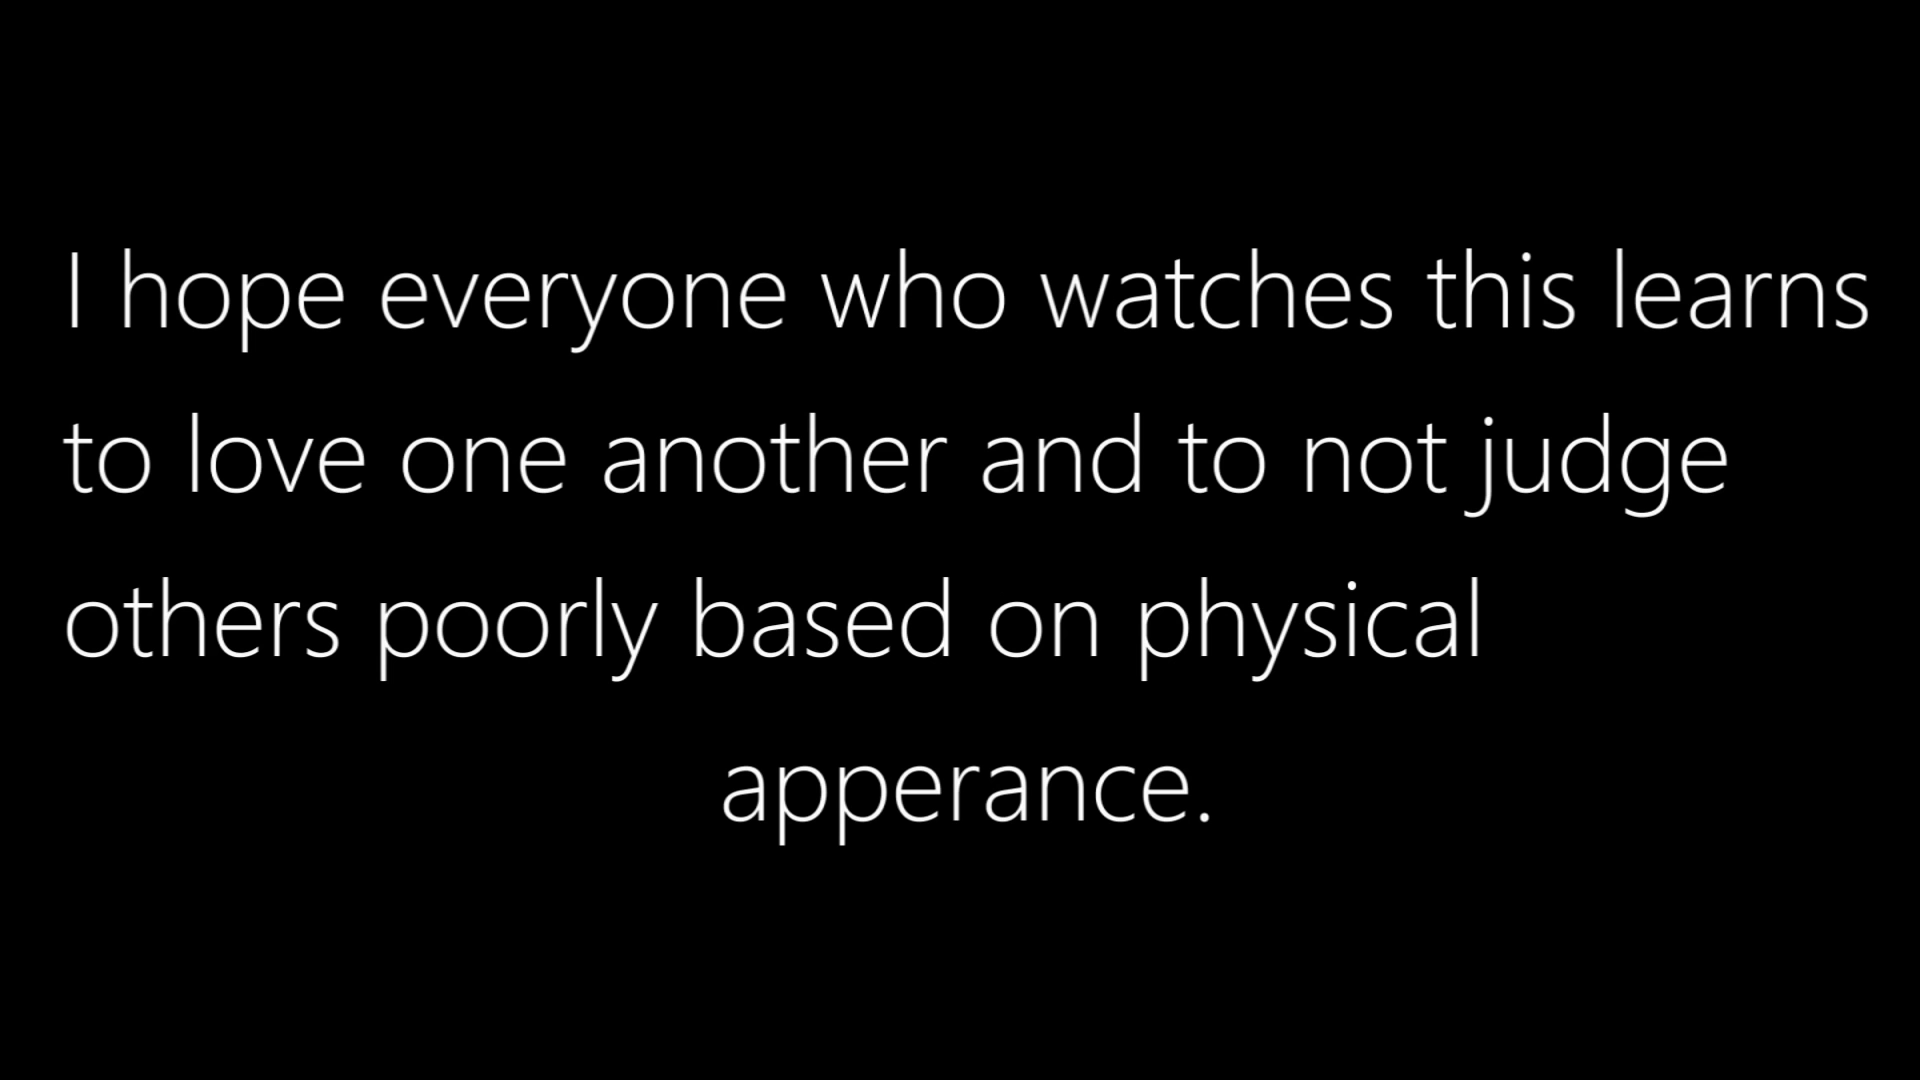 I hope everyone who watches this learns
to love one another and to not judge
others poorly based on physical
apperance.